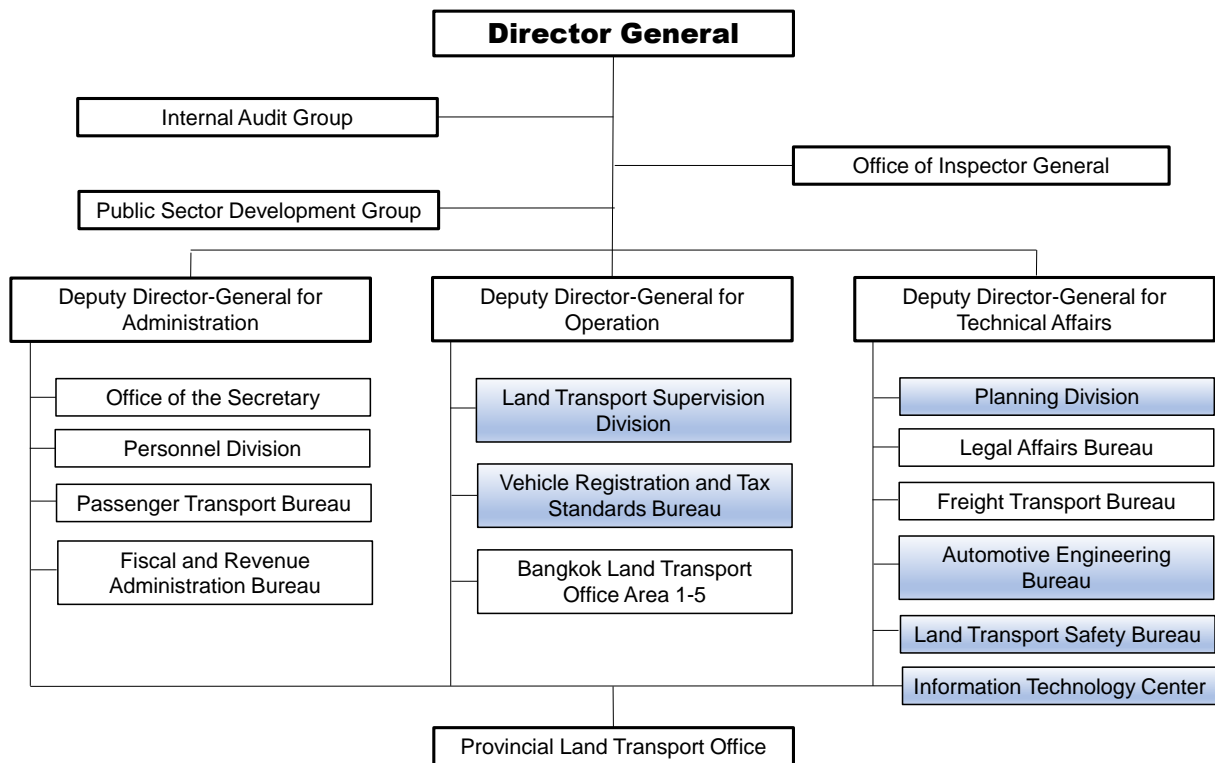 Director General
Internal Audit Group
Office of Inspector General
Public Sector Development Group
Deputy Director-General for
Administration
Deputy Director-General for
Operation
Deputy Director-General for
Technical Affairs
Office of the Secretary
Personnel Division
Passenger Transport Bureau
Fiscal and Revenue
Administration Bureau
Land Transport Supervision
Division
Vehicle Registration and Tax
Standards Bureau
Bangkok Land Transport
Office Area 1-5
Planning Division
Legal Affairs Bureau
Freight Transport Bureau
Automotive Engineering
Bureau
Land Transport Safety Bureau
Information Technology Center
Provincial Land Transport Office